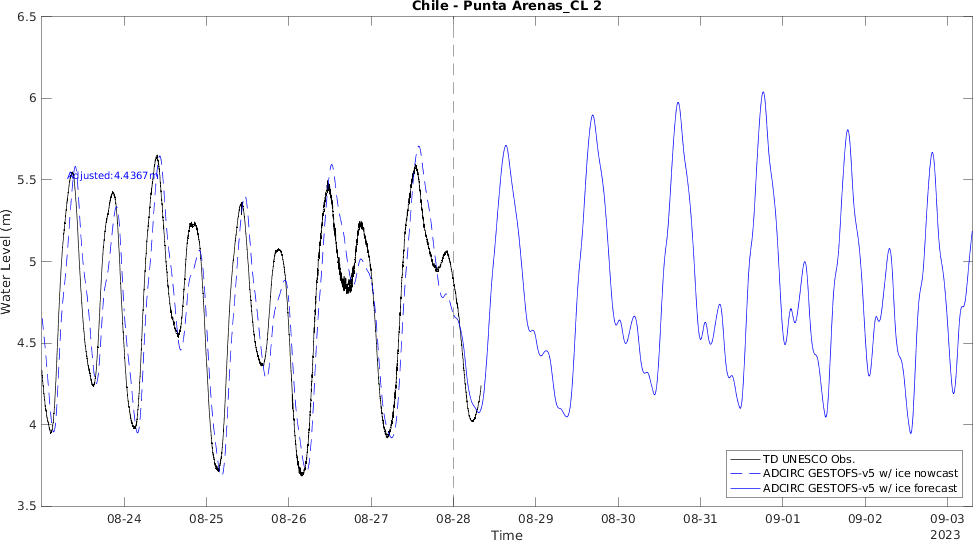 Chile - Punta Arenas_CL 2
6.5
6
5.5
5
4.5
4
3.5
Water Level (m)
Adjusted:4.4367m
TD UNESCO Obs.
ADCIRC GESTOFS-v5 w/ ice nowcast
ADCIRC GESTOFS-v5 w/ ice forecast
08-24 08-25 08-26 08-27 08-28 08-29 08-30 08-31 09-01 09-02 09-03
2023
Time